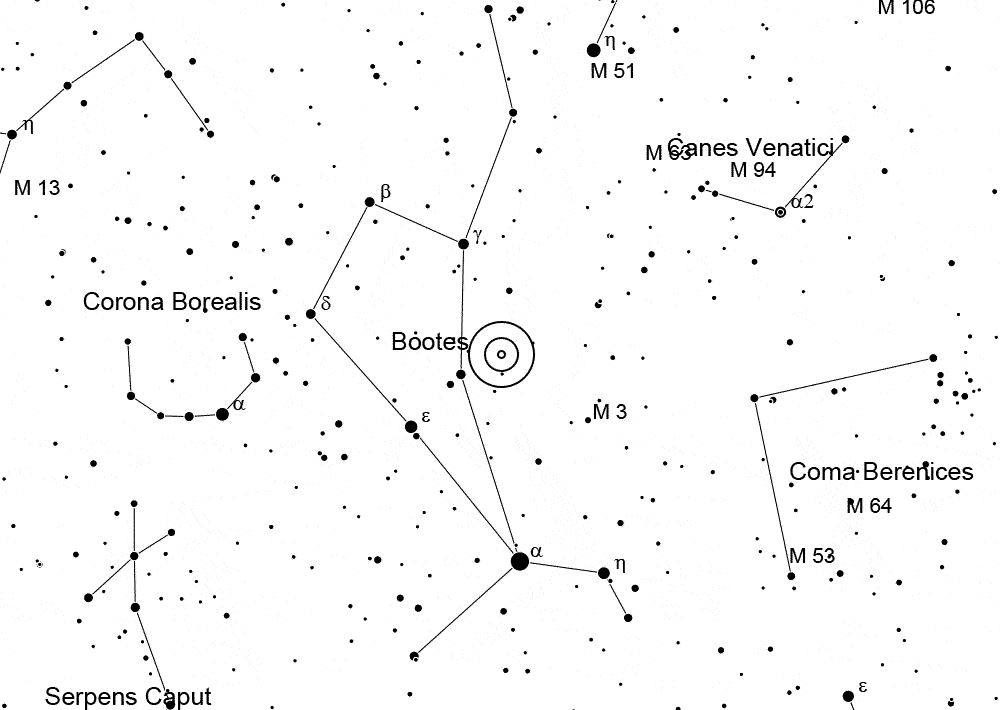 M 106
η
M 51
η
M 63
Canes Venatici
M 94
M 13
β
α2
γ
Corona Borealis
δ
Bootes
α
ε
M 3
Coma Berenices
M 64
α
M 53
η
ε
Serpens Caput